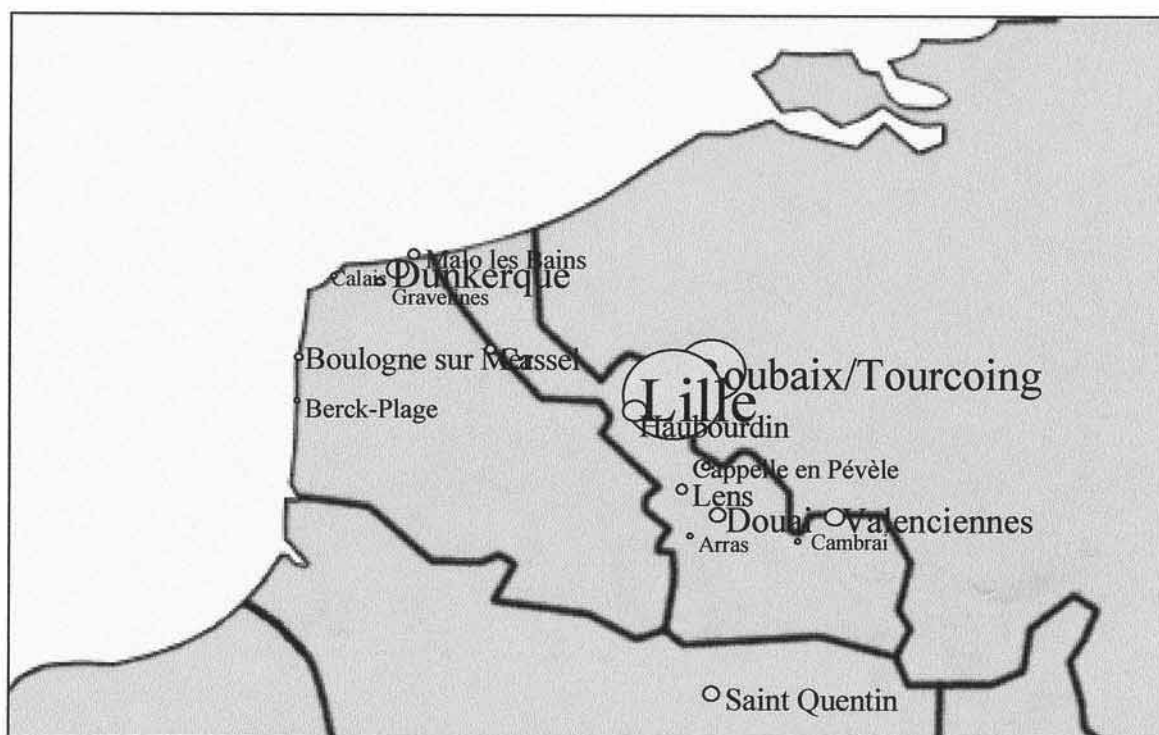 Malo les Bains
Calais
Dunkerque
Gravennes
Boulogne sur Mer
Cassel
Roubaix/Tourcoing
Lille
Berck-Plage
Haubourdin
Cappelle en Pévèle
Lens
Douai
Valenciennes
Arras
Cambrai
Saint Quentin